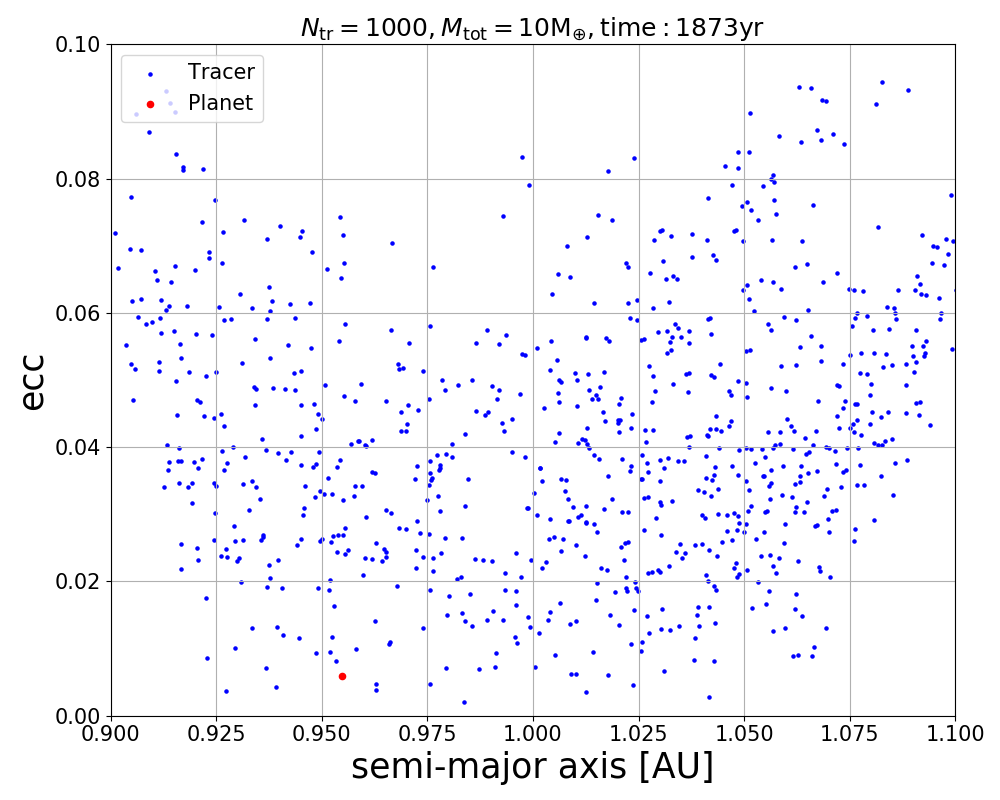 N_tr = 1000, M_tot = 10M_⊕, time : 1873yr
Tracer
Planet
0.10
0.08
0.06
0.04
0.02
0.00
ecc
0.900 0.925 0.950 0.975 1.000 1.025 1.050 1.075 1.100
semi-major axis [AU]